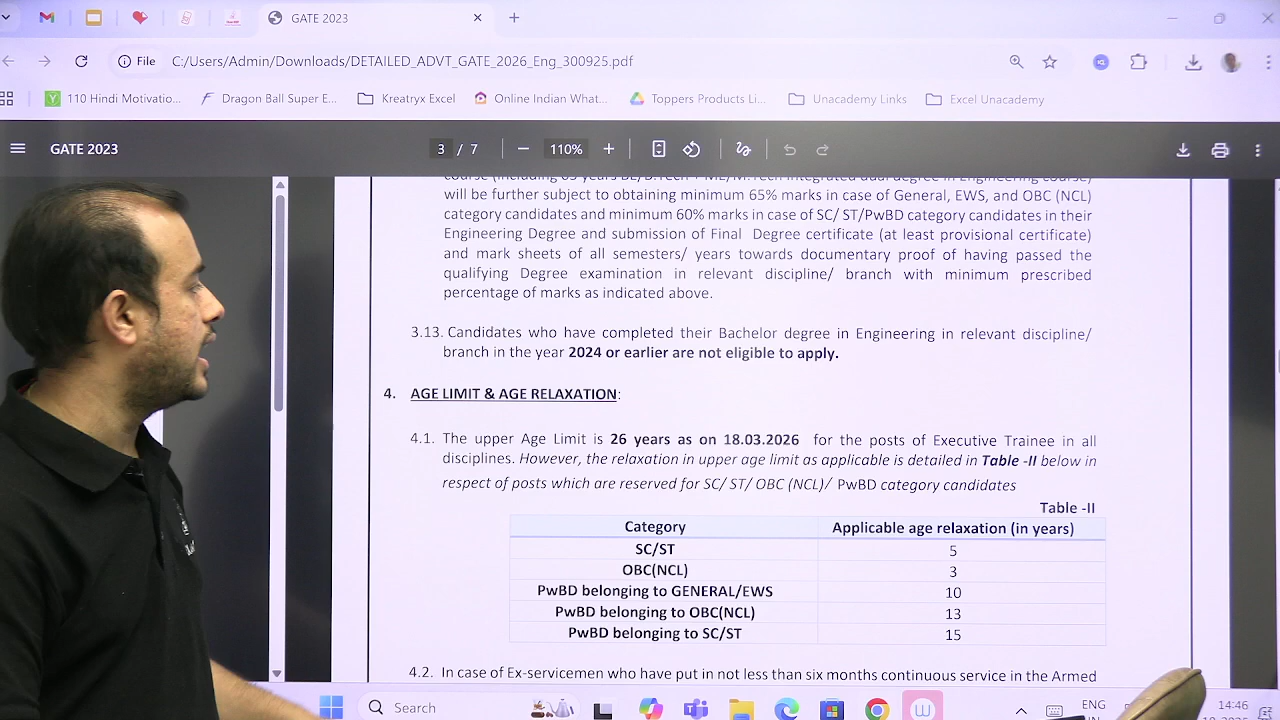 GATE 2023
File
C:/Users/Admin/Downloads/DETAILED_ADVT_GATE_2026_Eng_300925.pdf
110 Hindi Motivatio...
Dragon Ball Super E...
Kreatryx Excel
Online Indian What...
Toppers Products Li...
Unacademy Links
Excel Unacademy
GATE 2023
3 / 7
110%
will be further subject to obtaining minimum 65% marks in case of General, EWS, and OBC (NCL)
category candidates and minimum 60% marks in case of SC/ ST/PwBD category candidates in their
Engineering Degree and submission of Final Degree certificate (at least provisional certificate)
and mark sheets of all semesters/ years towards documentary proof of having passed the
qualifying Degree examination in relevant discipline/ branch with minimum prescribed
percentage of marks as indicated above.
3.13. Candidates who have completed their Bachelor degree in Engineering in relevant discipline/
branch in the year 2024 or earlier are not eligible to apply.
4. AGE LIMIT & AGE RELAXATION:
4.1. The upper Age Limit is 26 years as on 18.03.2026 for the posts of Executive Trainee in all
disciplines. However, the relaxation in upper age limit as applicable is detailed in Table -II below in
respect of posts which are reserved for SC/ ST/ OBC (NCL)/ PwBD category candidates
Table -II
Category Applicable age relaxation (in years)
SC/ST 5
OBC(NCL) 3
PwBD belonging to GENERAL/EWS 10
PwBD belonging to OBC(NCL) 13
PwBD belonging to SC/ST 15
4.2. In case of Ex-servicemen who have put in not less than six months continuous service in the Armed
Search
ENG
14:46